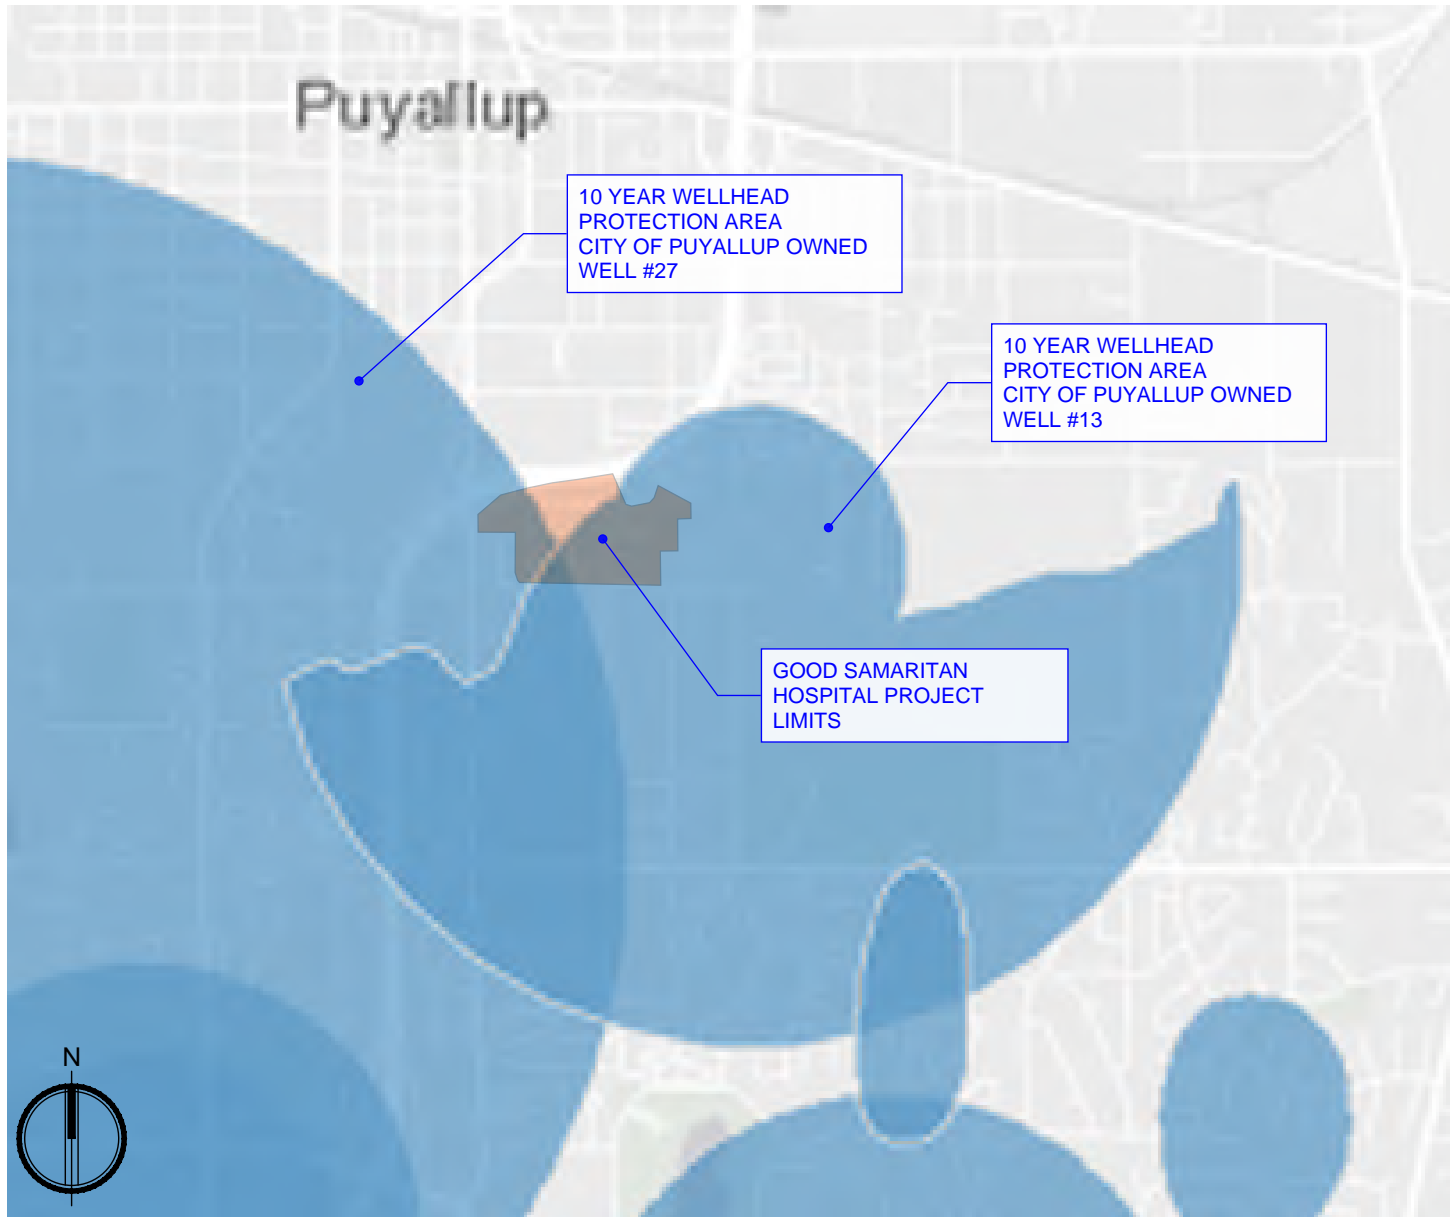 Puyallup
10 YEAR WELLHEAD
PROTECTION AREA
CITY OF PUYALLUP OWNED
WELL #27
10 YEAR WELLHEAD
PROTECTION AREA
CITY OF PUYALLUP OWNED
WELL #13
GOOD SAMARITAN
HOSPITAL PROJECT
LIMITS
N